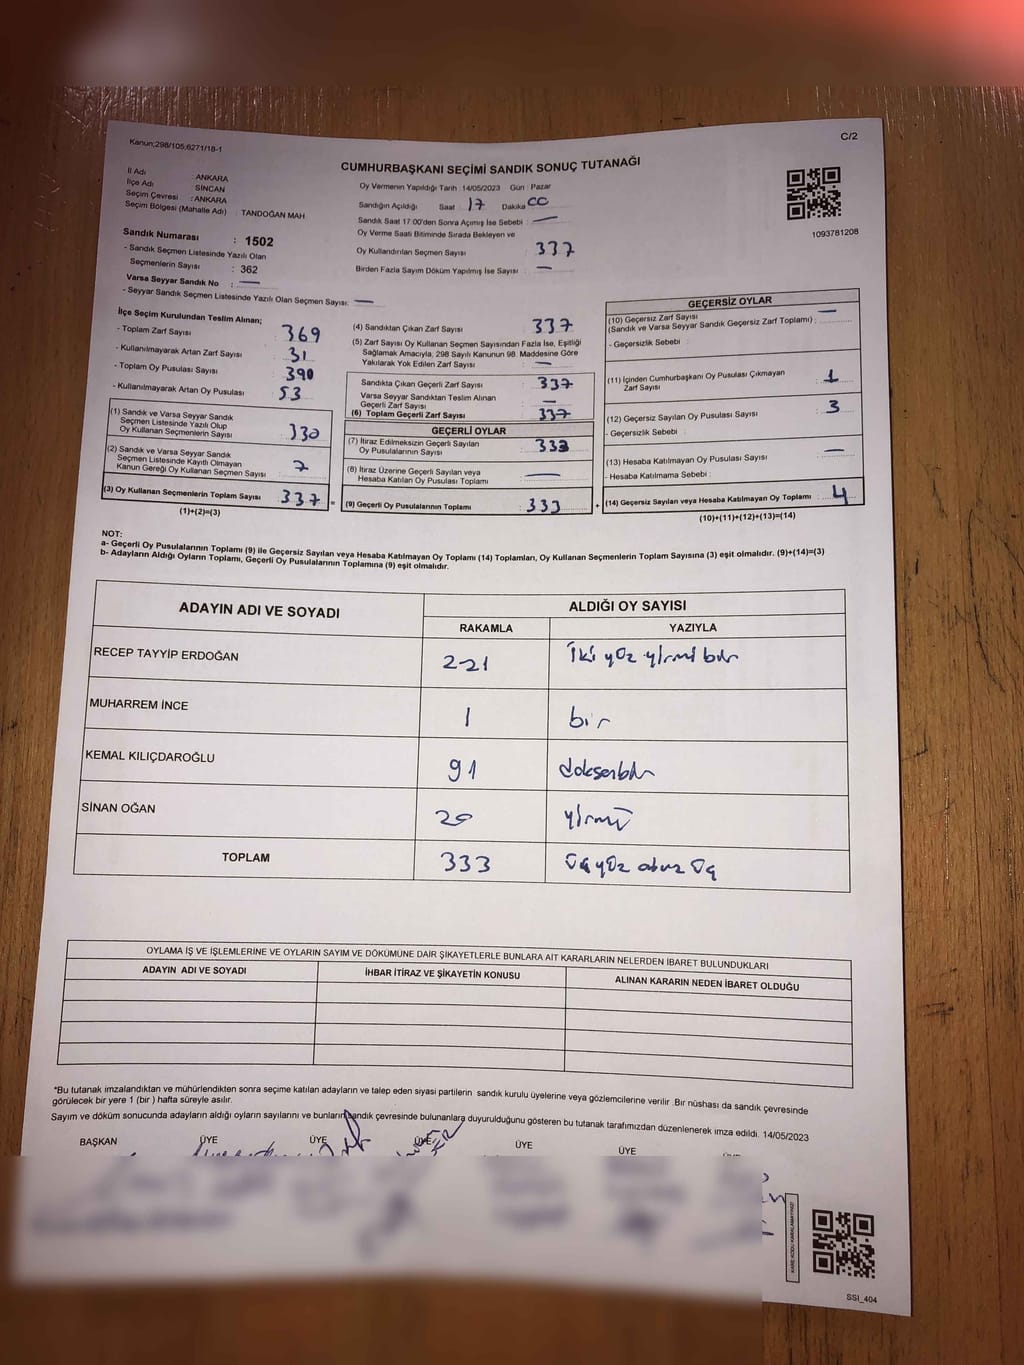 Kanun;298/105;6271/18-1
C/2
CUMHURBAŞKANI SEÇİMİ SANDIK SONUÇ TUTANAĞI
İl Adı : ANKARA
İlçe Adı : SİNCAN
Seçim Çevresi : ANKARA
Seçim Bölgesi (Mahalle Adı) : TANDOĞAN MAH
Sandık Numarası : 1502
- Sandık Seçmen Listesinde Yazılı Olan
Seçmenlerin Sayısı : 362
Varsa Seyyar Sandık No : —
- Seyyar Sandık Seçmen Listesinde Yazılı Olan Seçmen Sayısı: —
Oy Vermenin Yapıldığı Tarih : 14/05/2023 Gün : Pazar
Sandığın Açıldığı Saat : 17 Dakika 00
Sandık Saat 17:00'den Sonra Açımış İse Sebebi : —
Oy Verme Saati Bitiminde Sırada Bekleyen ve
Oy Kullandırılan Seçmen Sayısı : 337
Birden Fazla Sayım Döküm Yapılmış İse Sayısı : —
1093781208
İlçe Seçim Kurulundan Teslim Alınan;
- Toplam Zarf Sayısı : 369
- Kullanılmayarak Artan Zarf Sayısı : 31
- Toplam Oy Pusulası Sayısı : 390
- Kullanılmayarak Artan Oy Pusulası : 53
(1) Sandık ve Varsa Seyyar Sandık
Seçmen Listesinde Yazılı Olup
Oy Kullanan Seçmenlerin Sayısı : 330
(2) Sandık ve Varsa Seyyar Sandık
Seçmen Listesinde Kayıtlı Olmayan
Kanun Gereği Oy Kullanan Seçmen Sayısı : 7
(3) Oy Kullanan Seçmenlerin Toplam Sayısı : 337
(1)+(2)=(3)
(4) Sandıktan Çıkan Zarf Sayısı : 337
(5) Zarf Sayısı Oy Kullanan Seçmen Sayısından Fazla İse, Eşitliği
Sağlamak Amacıyla, 298 Sayılı Kanunun 98. Maddesine Göre
Yakılarak Yok Edilen Zarf Sayısı : —
Sandıkta Çıkan Geçerli Zarf Sayısı : 337
Varsa Seyyar Sandıktan Teslim Alınan
Geçerli Zarf Sayısı : —
(6) Toplam Geçerli Zarf Sayısı : 337
GEÇERLİ OYLAR
(7) İtiraz Edilmeksizin Geçerli Sayılan
Oy Pusulalarının Sayısı : 333
(8) İtiraz Üzerine Geçerli Sayılan veya
Hesaba Katılan Oy Pusulası Toplamı : —
(9) Geçerli Oy Pusulalarının Toplamı : 333
GEÇERSİZ OYLAR
(10) Geçersiz Zarf Sayısı
(Sandık ve Varsa Seyyar Sandık Geçersiz Zarf Toplamı) : —
- Geçersizlik Sebebi :
(11) İçinden Cumhurbaşkanı Oy Pusulası Çıkmayan
Zarf Sayısı : 1
(12) Geçersiz Sayılan Oy Pusulası Sayısı : 3
- Geçersizlik Sebebi :
(13) Hesaba Katılmayan Oy Pusulası Sayısı : —
- Hesaba Katılmama Sebebi :
(14) Geçersiz Sayılan veya Hesaba Katılmayan Oy Toplamı : 4
(10)+(11)+(12)+(13)=(14)
NOT:
a- Geçerli Oy Pusulalarının Toplamı (9) ile Geçersiz Sayılan veya Hesaba Katılmayan Oy Toplamı (14) Toplamları, Oy Kullanan Seçmenlerin Toplam Sayısına (3) eşit olmalıdır. (9)+(14)=(3)
b- Adayların Aldığı Oyların Toplamı, Geçerli Oy Pusulalarının Toplamına (9) eşit olmalıdır.
ADAYIN ADI VE SOYADI ALDIĞI OY SAYISI
RAKAMLA YAZIYLA
RECEP TAYYİP ERDOĞAN 221 iki yüz yirmi bir
MUHARREM İNCE 1 bir
KEMAL KILIÇDAROĞLU 91 doksanbir
SİNAN OĞAN 20 yirmi
TOPLAM 333 üç yüz otuz üç
OYLAMA İŞ VE İŞLEMLERİNE VE OYLARIN SAYIM VE DÖKÜMÜNE DAİR ŞİKAYETLERLE BUNLARA AİT KARARLARIN NELERDEN İBARET BULUNDUKLARI
ADAYIN ADI VE SOYADI İHBAR İTİRAZ VE ŞİKAYETİN KONUSU ALINAN KARARIN NEDEN İBARET OLDUĞU
*Bu tutanak imzalandıktan ve mühürlendikten sonra seçime katılan adayların ve talep eden siyasi partilerin sandık kurulu üyelerine veya gözlemcilerine verilir .Bir nüshası da sandık çevresinde
görülecek bir yere 1 (bir ) hafta süreyle asılır.
Sayım ve döküm sonucunda adayların aldığı oyların sayılarını ve bunların sandık çevresinde bulunanlara duyurulduğunu gösteren bu tutanak tarafımızdan düzenlenerek imza edildi. 14/05/2023
BAŞKAN ÜYE ÜYE ÜYE ÜYE ÜYE
KARE KODU KARALAMAYINIZ!
SSI_404